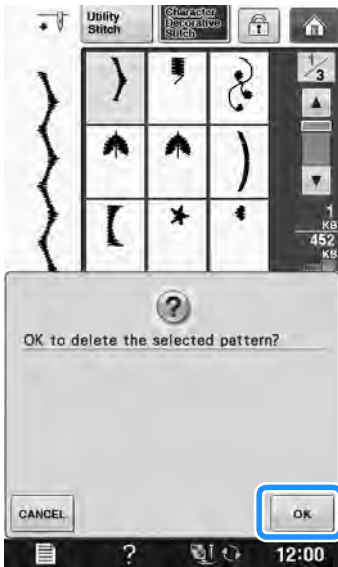 Utility
Stitch
Character
Decorative
Stitch
1/3
1
KB
452
KB
?
OK to delete the selected pattern?
CANCEL
OK
?
12:00